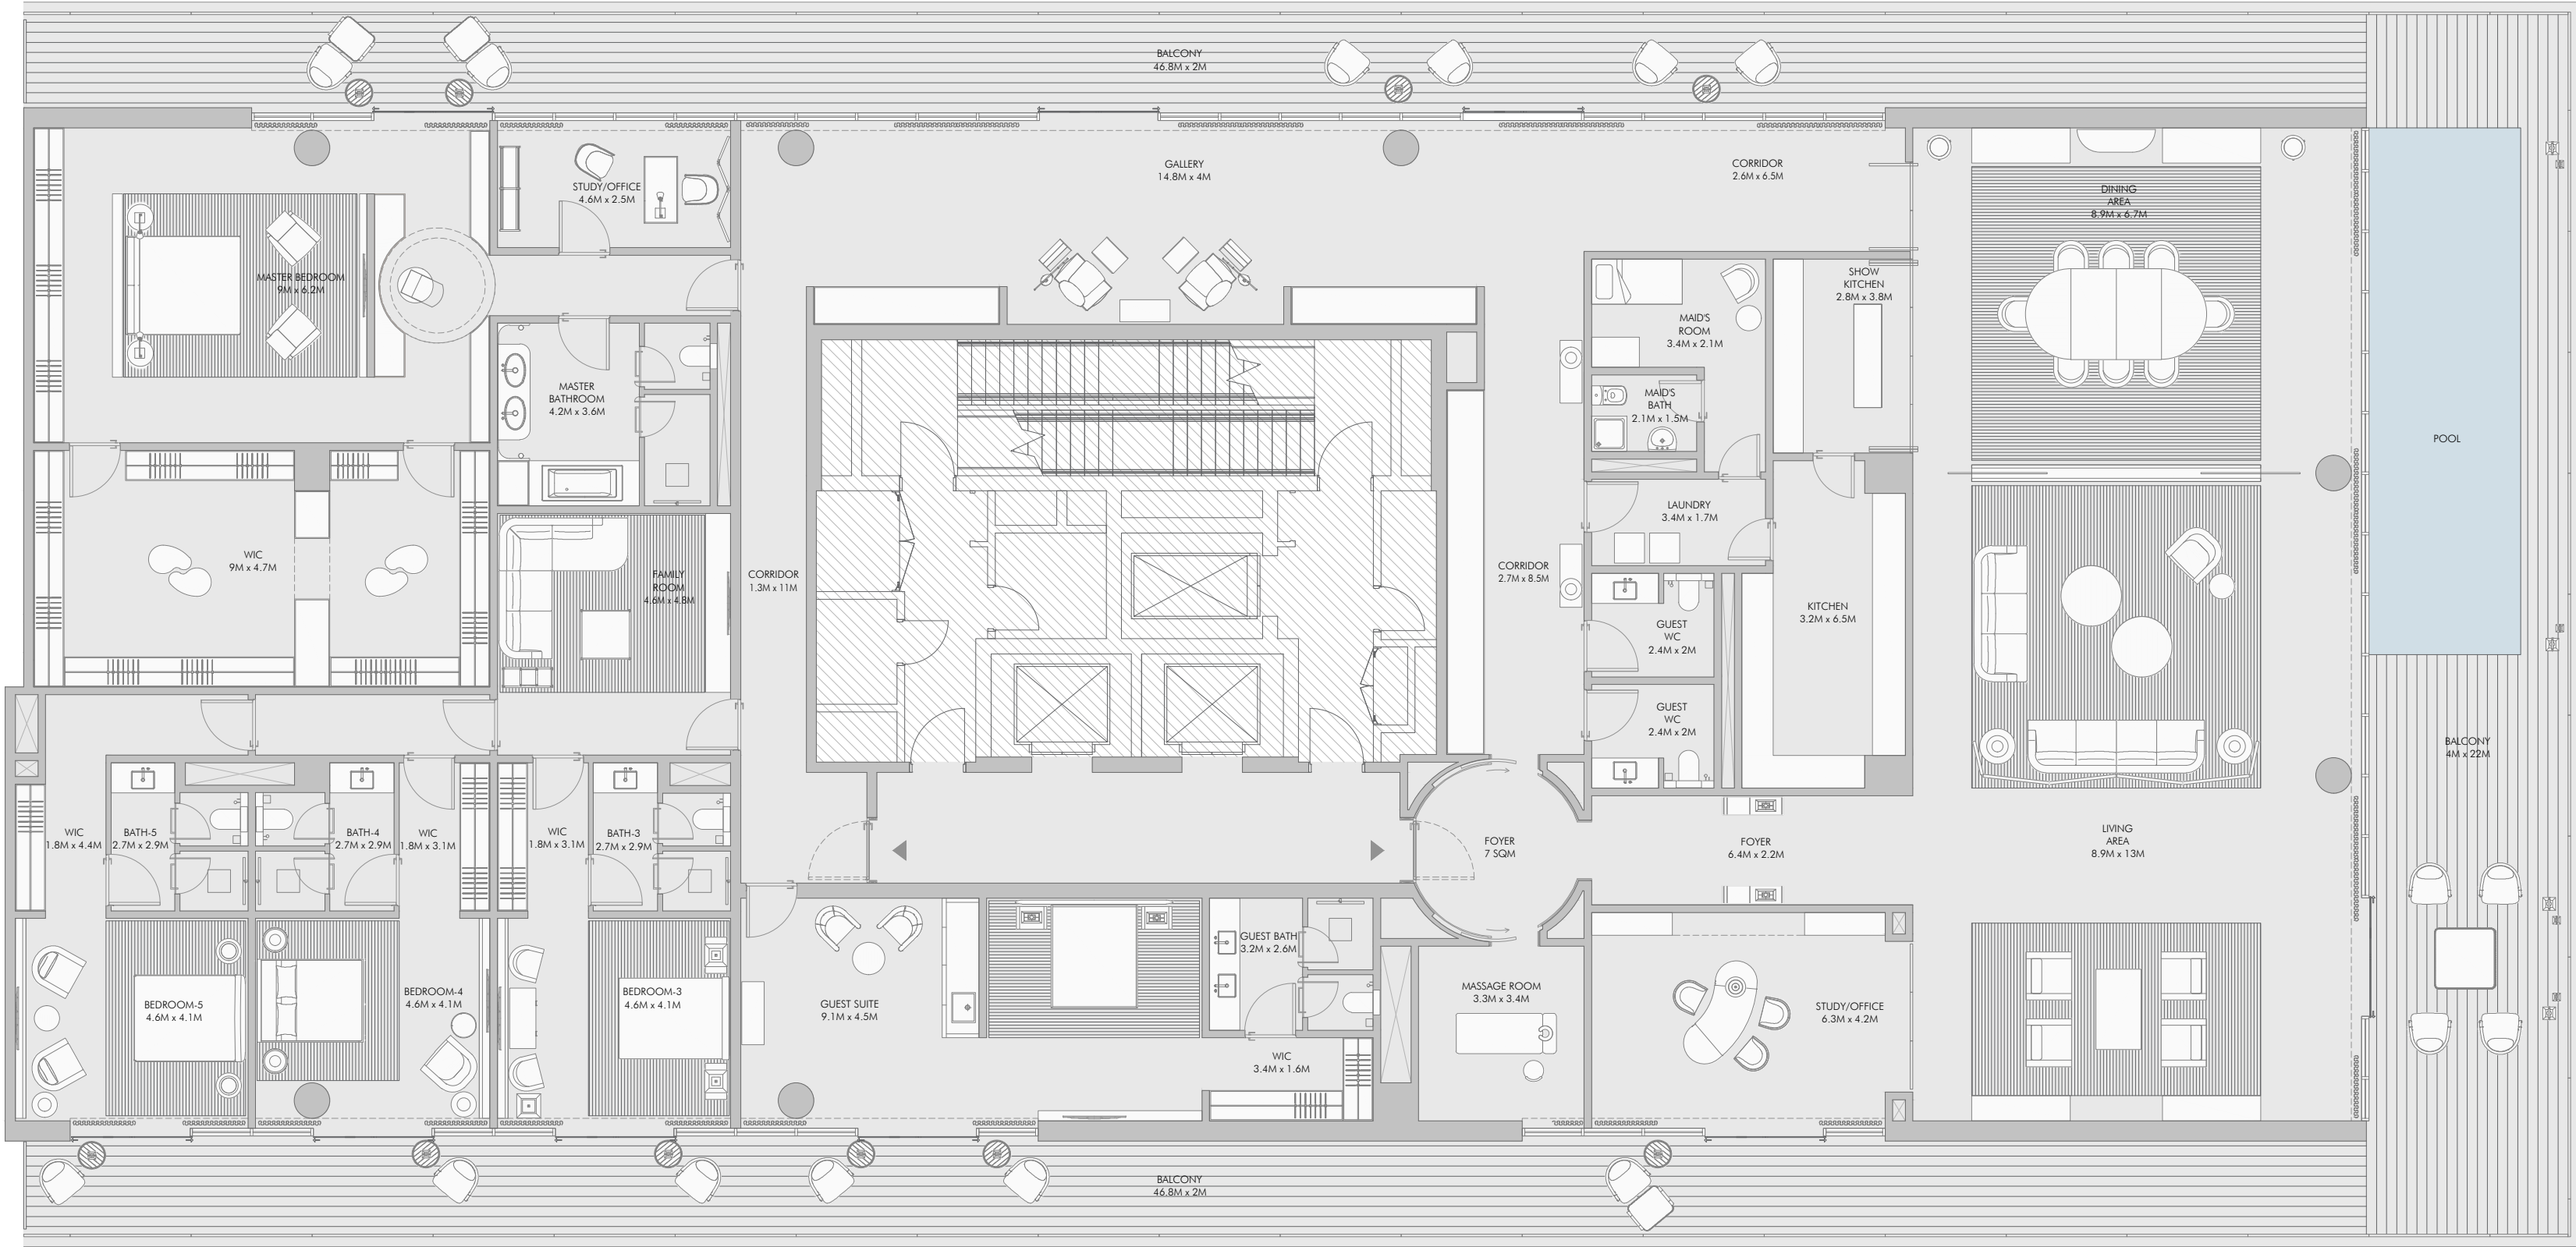 BALCONY
46.8M x 2M
GALLERY
14.8M x 4M
CORRIDOR
2.6M x 6.5M
STUDY/OFFICE
4.6M x 2.5M
DINING
AREA
8.9M x 6.7M
MASTER BEDROOM
9M x 6.2M
SHOW
KITCHEN
2.8M x 3.8M
MAID'S
ROOM
3.4M x 2.1M
MASTER
BATHROOM
4.2M x 3.6M
MAID'S
BATH
2.1M x 1.5M
POOL
LAUNDRY
3.4M x 1.7M
WIC
9M x 4.7M
FAMILY
ROOM
4.6M x 4.8M
CORRIDOR
1.3M x 11M
CORRIDOR
2.7M x 8.5M
KITCHEN
3.2M x 6.5M
GUEST
WC
2.4M x 2M
GUEST
WC
2.4M x 2M
BALCONY
4M x 22M
WIC
1.8M x 4.4M
BATH-5
2.7M x 2.9M
BATH-4
2.7M x 2.9M
WIC
1.8M x 3.1M
WIC
1.8M x 3.1M
BATH-3
2.7M x 2.9M
FOYER
7 SQM
FOYER
6.4M x 2.2M
LIVING
AREA
8.9M x 13M
BEDROOM-5
4.6M x 4.1M
BEDROOM-4
4.6M x 4.1M
BEDROOM-3
4.6M x 4.1M
GUEST SUITE
9.1M x 4.5M
GUEST BATH
3.2M x 2.6M
WIC
3.4M x 1.6M
MASSAGE ROOM
3.3M x 3.4M
STUDY/OFFICE
6.3M x 4.2M
BALCONY
46.8M x 2M